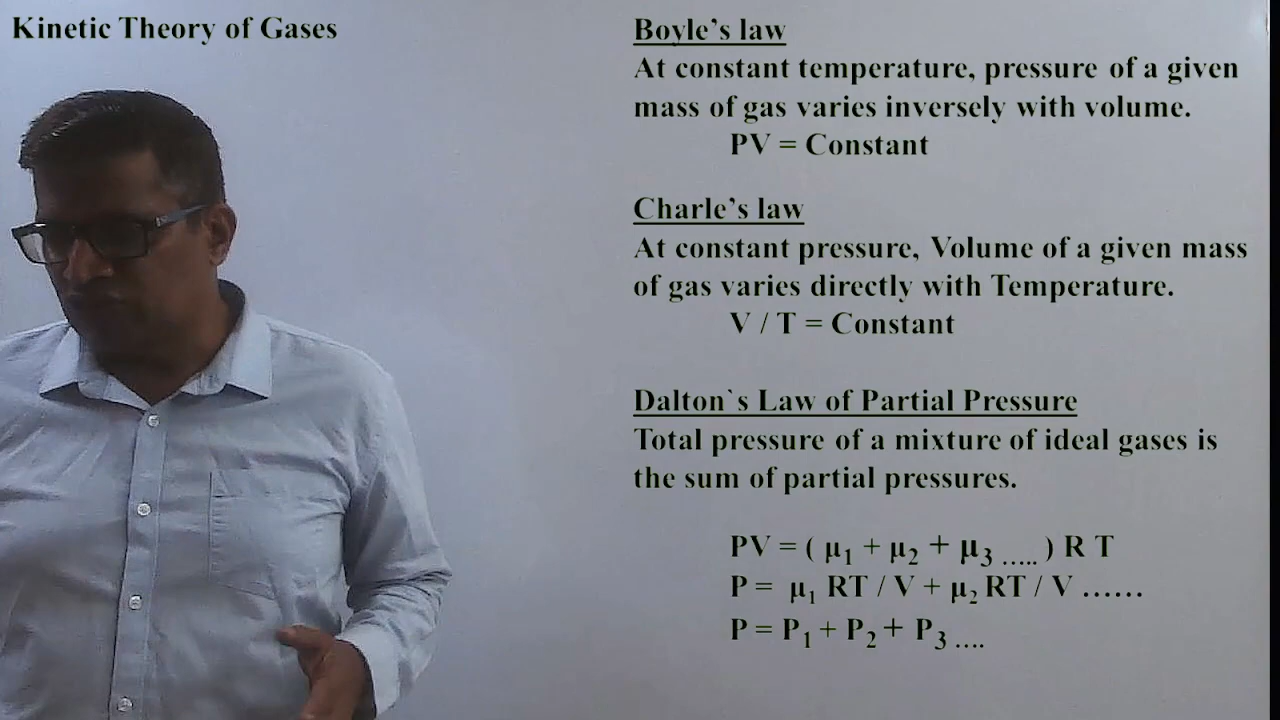 Kinetic Theory of Gases
Boyle’s law
At constant temperature, pressure of a given
mass of gas varies inversely with volume.
PV = Constant
Charle’s law
At constant pressure, Volume of a given mass
of gas varies directly with Temperature.
V / T = Constant
Dalton`s Law of Partial Pressure
Total pressure of a mixture of ideal gases is
the sum of partial pressures.
PV = ( μ₁ + μ₂ + μ₃ ….. ) R T
P = μ₁ RT / V + μ₂ RT / V ……
P = P₁ + P₂ + P₃ ….